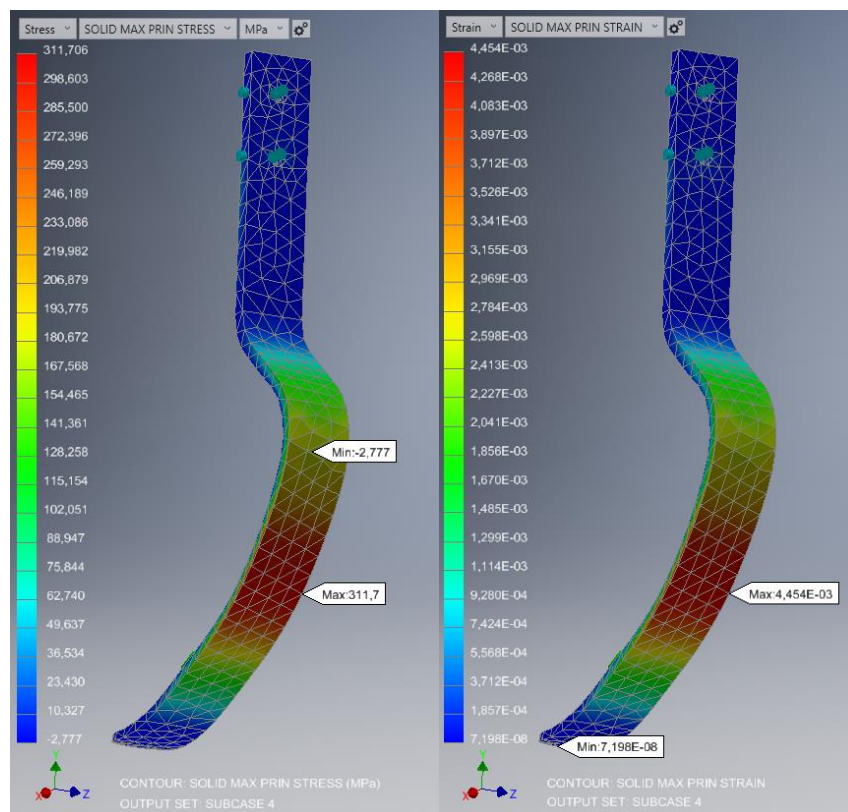 Stress SOLID MAX PRIN STRESS MPa
311,706
298,603
285,500
272,396
259,293
246,189
233,086
219,982
206,879
193,775
180,672
167,568
154,465
141,361
128,258
115,154
102,051
88,947
75,844
62,740
49,637
36,534
23,430
10,327
-2,777
Min:-2,777
Max:311,7
Y
X
Z
CONTOUR: SOLID MAX PRIN STRESS (MPa)
OUTPUT SET: SUBCASE 4
Strain SOLID MAX PRIN STRAIN
4,454E-03
4,268E-03
4,083E-03
3,897E-03
3,712E-03
3,526E-03
3,341E-03
3,155E-03
2,969E-03
2,784E-03
2,598E-03
2,413E-03
2,227E-03
2,041E-03
1,856E-03
1,670E-03
1,485E-03
1,299E-03
1,114E-03
9,280E-04
7,424E-04
5,568E-04
3,712E-04
1,857E-04
7,198E-08
Max:4,454E-03
Min:7,198E-08
Y
X
Z
CONTOUR: SOLID MAX PRIN STRAIN
OUTPUT SET: SUBCASE 4